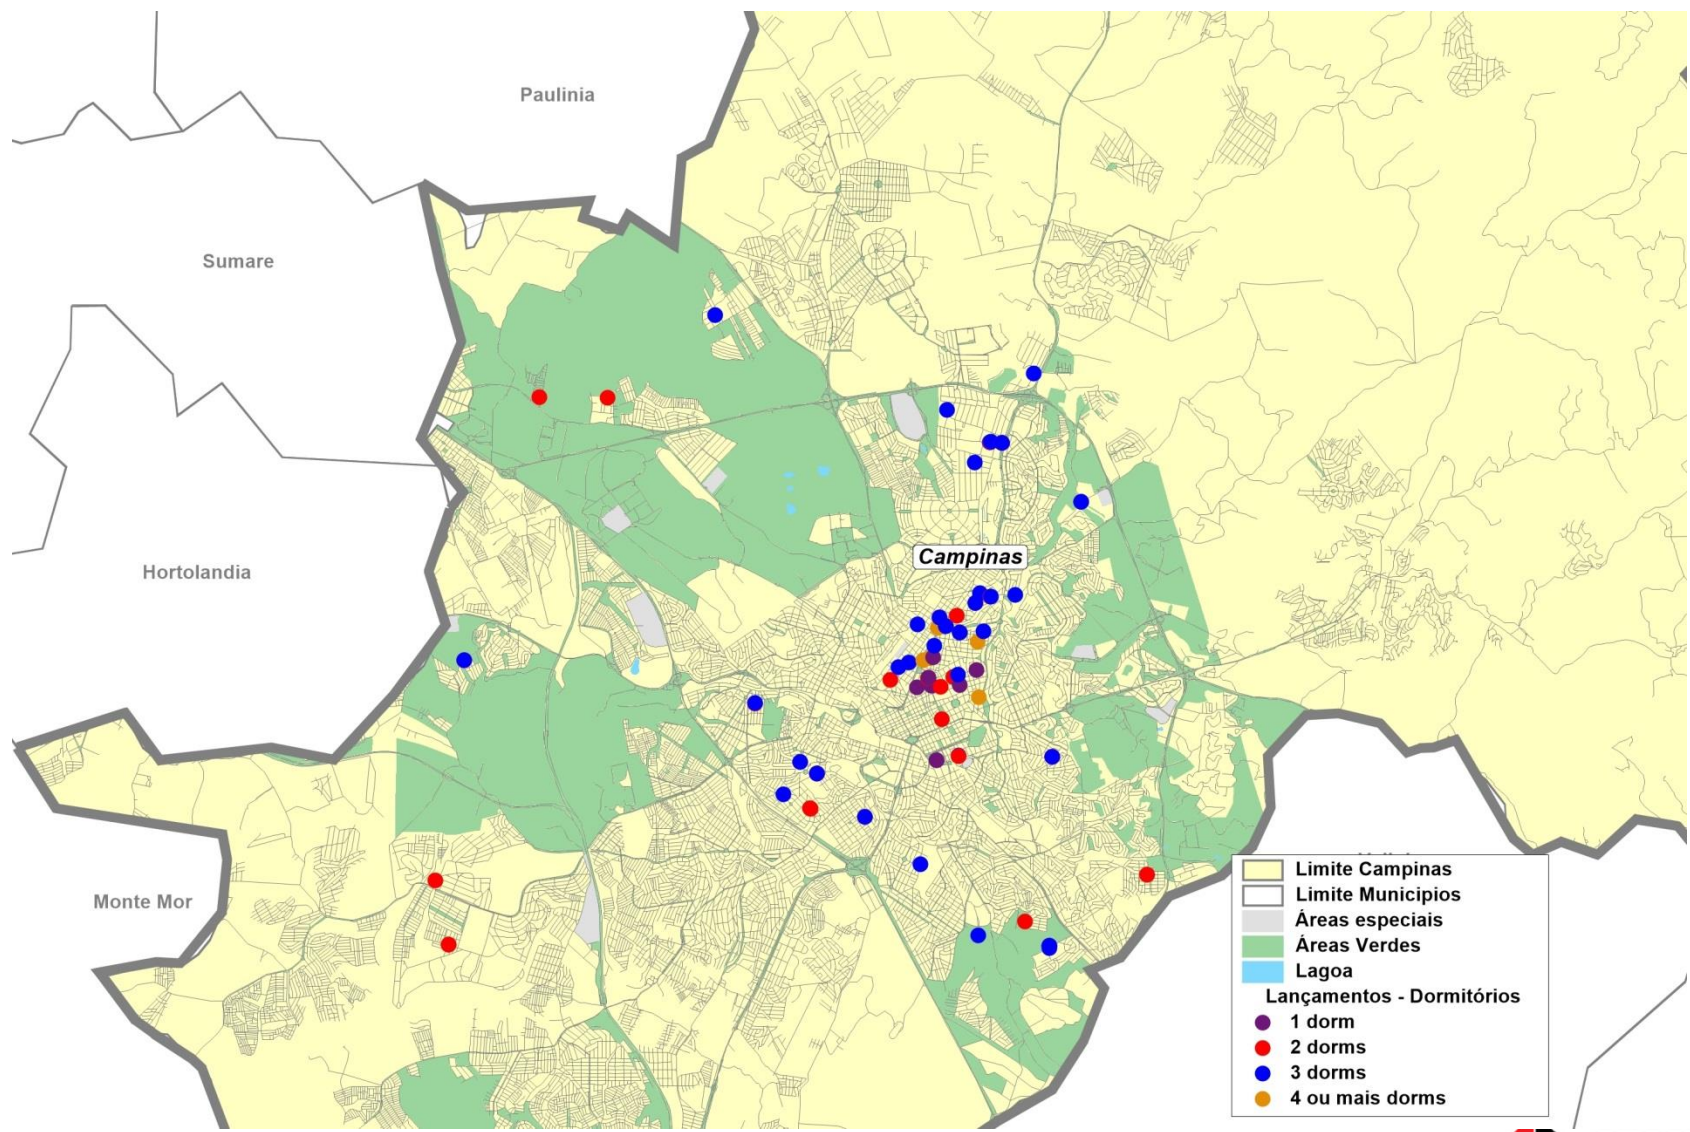 Paulinia
Sumare
Hortolandia
Campinas
Monte Mor
Limite Campinas
Limite Municipios
Áreas especiais
Áreas Verdes
Lagoa
Lançamentos - Dormitórios
1 dorm
2 dorms
3 dorms
4 ou mais dorms